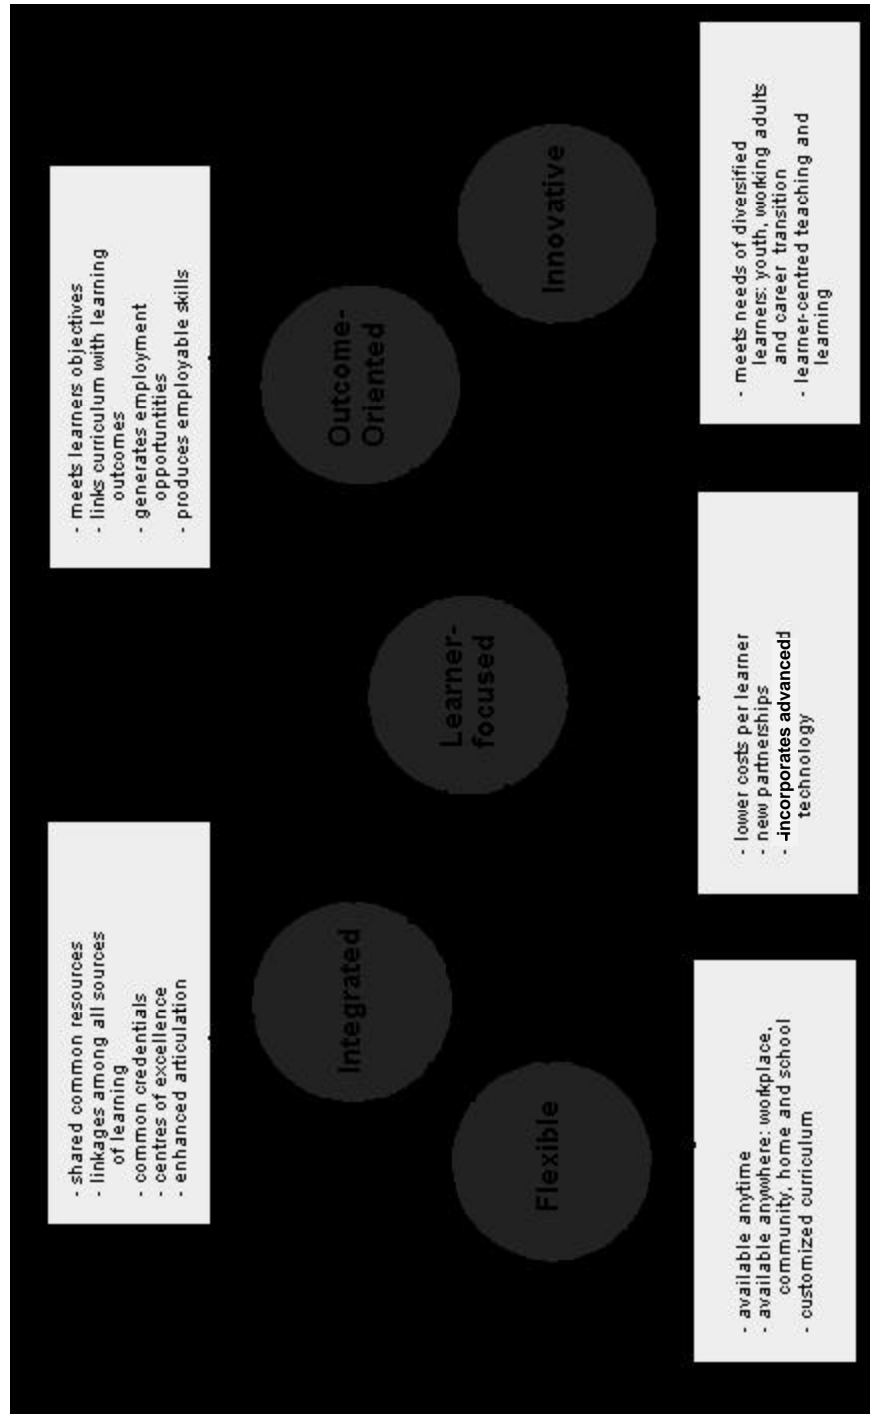 - shared common resources
- linkages among all sources
of learning
- common credentials
- centres of excellence
- enhanced articulation
- meets learners objectives
- links curriculum with learning
outcomes
- generates employment
opportuntities
- produces employable skills
Integrated
Outcome-
Oriented
Learner-
focused
Flexible
Innovative
- available anytime
- available anywhere: workplace,
community, home and school
- customized curriculum
- lower costs per learner
- new partnerships
- -incorporates advanced
technology
- meets needs of diversified
learners: youth, working adults
and career transition
- learner-centred teaching and
learning